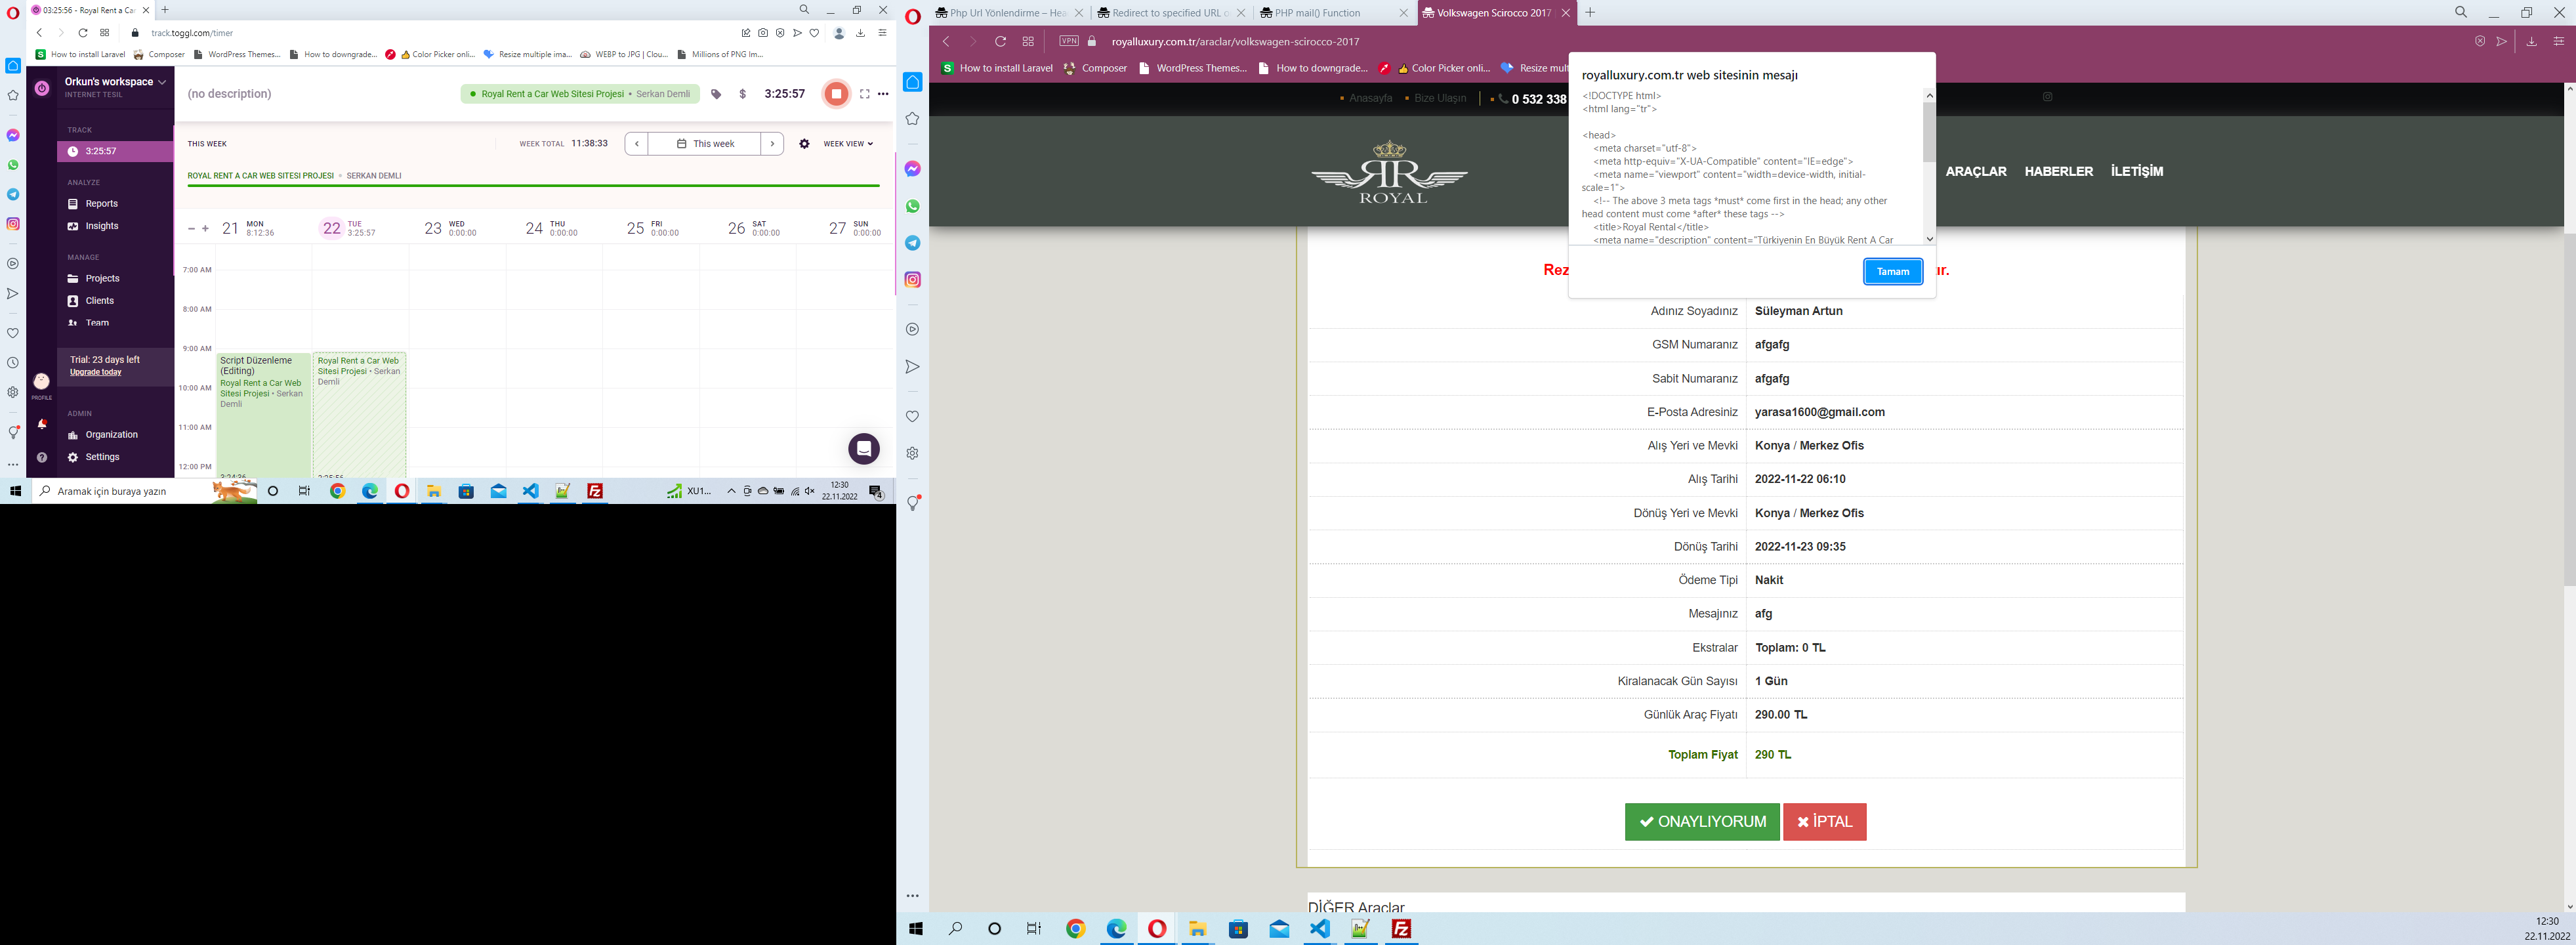 03:25:56 - Royal Rent a Car
track.toggl.com/timer
How to install Laravel
Composer
WordPress Themes...
How to downgrade...
Color Picker onli...
Resize multiple ima...
WEBP to JPG | Clou...
Millions of PNG Im...
Orkun's workspace
INTERNET TESIL
(no description)
Royal Rent a Car Web Sitesi Projesi • Serkan Demli
$
3:25:57
TRACK
3:25:57
ANALYZE
Reports
Insights
MANAGE
Projects
Clients
Team
Trial: 23 days left
Upgrade today
PROFILE
ADMIN
Organization
Settings
THIS WEEK
WEEK TOTAL 11:38:33
This week
WEEK VIEW
ROYAL RENT A CAR WEB SITESI PROJESI • SERKAN DEMLI
21 MON 8:12:36
22 TUE 3:25:57
23 WED 0:00:00
24 THU 0:00:00
25 FRI 0:00:00
26 SAT 0:00:00
27 SUN 0:00:00
7:00 AM
8:00 AM
9:00 AM
10:00 AM
11:00 AM
12:00 PM
Script Düzenleme
(Editing)
Royal Rent a Car Web
Sitesi Projesi • Serkan
Demli
3:24:36
Royal Rent a Car Web
Sitesi Projesi • Serkan
Demli
3:25:56
Aramak için buraya yazın
XU1...
12:30
22.11.2022
4
Php Url Yönlendirme – Hea
Redirect to specified URL o
PHP mail() Function
Volkswagen Scirocco 2017
VPN
royalluxury.com.tr/araclar/volkswagen-scirocco-2017
How to install Laravel
Composer
WordPress Themes...
How to downgrade...
Color Picker onli...
Resize mult
Anasayfa
Bize Ulaşın
0 532 338
RR
ROYAL
ARAÇLAR
HABERLER
İLETİŞİM
royalluxury.com.tr web sitesinin mesajı
<!DOCTYPE html>
<html lang="tr">
<head>
<meta charset="utf-8">
<meta http-equiv="X-UA-Compatible" content="IE=edge">
<meta name="viewport" content="width=device-width, initial-
scale=1">
<!-- The above 3 meta tags *must* come first in the head; any other
head content must come *after* these tags -->
<title>Royal Rental</title>
<meta name="description" content="Türkiyenin En Büyük Rent A Car
Tamam
Rez
ır.
Adınız Soyadınız Süleyman Artun
GSM Numaranız afgafg
Sabit Numaranız afgafg
E-Posta Adresiniz yarasa1600@gmail.com
Alış Yeri ve Mevki Konya / Merkez Ofis
Alış Tarihi 2022-11-22 06:10
Dönüş Yeri ve Mevki Konya / Merkez Ofis
Dönüş Tarihi 2022-11-23 09:35
Ödeme Tipi Nakit
Mesajınız afg
Ekstralar Toplam: 0 TL
Kiralanacak Gün Sayısı 1 Gün
Günlük Araç Fiyatı 290.00 TL
Toplam Fiyat 290 TL
ONAYLIYORUM
İPTAL
DİĞER Araçlar
12:30
22.11.2022